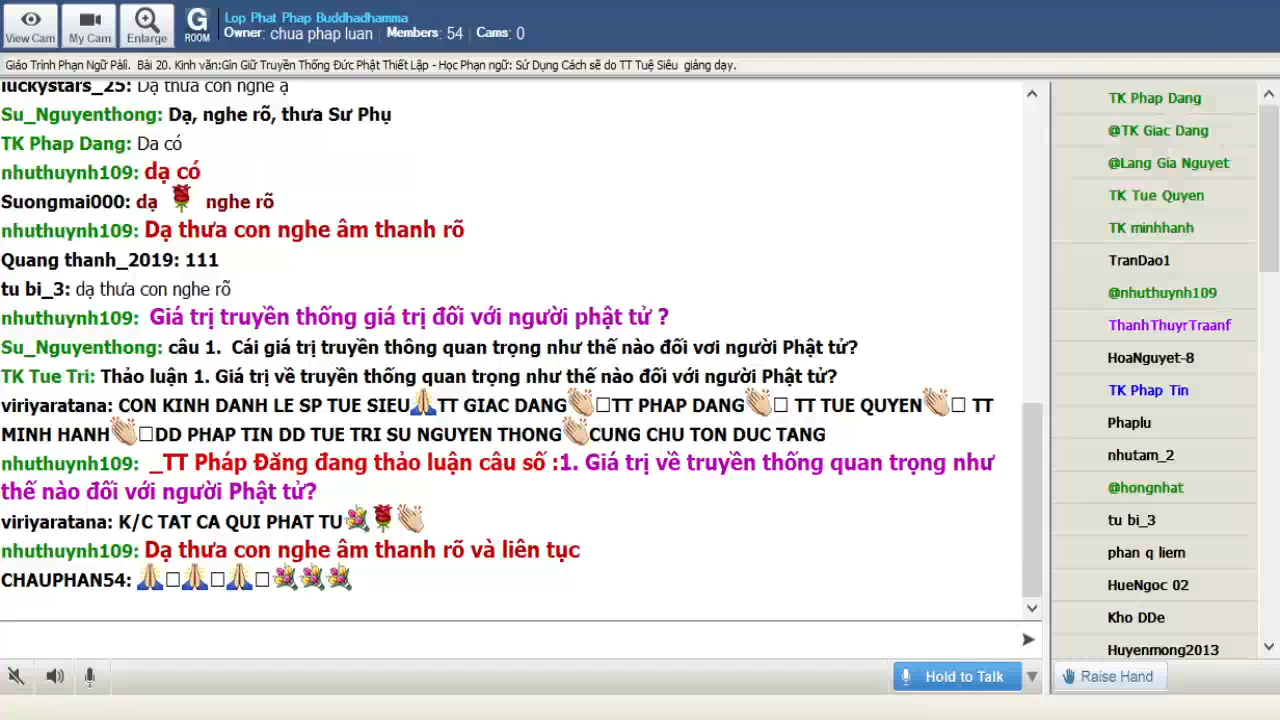 View Cam
My Cam
Enlarge
G
ROOM
Lop Phat Phap Buddhadhamma
Owner: chua phap luan Members: 54 Cams: 0
Giáo Trình Phạn Ngữ Pāli. Bài 20. Kinh văn:Gìn Giữ Truyền Thống Đức Phật Thiết Lập - Học Phạn ngữ: Sử Dụng Cách sẽ do TT Tuệ Siêu giảng dạy.
luckystars_25: Dạ thưa con nghe ạ
Su_Nguyenthong: Dạ, nghe rõ, thưa Sư Phụ
TK Phap Dang: Da có
nhuthuynh109: dạ có
Suongmai000: dạ nghe rõ
nhuthuynh109: Dạ thưa con nghe âm thanh rõ
Quang thanh_2019: 111
tu bi_3: dạ thưa con nghe rõ
nhuthuynh109: Giá trị truyền thống giá trị đối với người phật tử ?
Su_Nguyenthong: câu 1. Cái giá trị truyền thông quan trọng như thế nào đối vơi người Phật tử?
TK Tue Tri: Thảo luận 1. Giá trị về truyền thống quan trọng như thế nào đối với người Phật tử?
viriyaratana: CON KINH DANH LE SP TUE SIEU🙏TT GIAC DANG👏□TT PHAP DANG👏□ TT TUE QUYEN👏□ TT
MINH HANH👏□DD PHAP TIN DD TUE TRI SU NGUYEN THONG👏CUNG CHU TON DUC TANG
nhuthuynh109: _TT Pháp Đăng đang thảo luận câu số :1. Giá trị về truyền thống quan trọng như
thế nào đối với người Phật tử?
viriyaratana: K/C TAT CA QUI PHAT TU💐🌹👏
nhuthuynh109: Dạ thưa con nghe âm thanh rõ và liên tục
CHAUPHAN54: 🙏□🙏□🙏□💐💐💐
Hold to Talk
TK Phap Dang
@TK Giac Dang
@Lang Gia Nguyet
TK Tue Quyen
TK minhhanh
TranDao1
@nhuthuynh109
ThanhThuyrTraanf
HoaNguyet-8
TK Phap Tin
Phaplu
nhutam_2
@hongnhat
tu bi_3
phan q liem
HueNgoc 02
Kho DDe
Huyenmong2013
Raise Hand